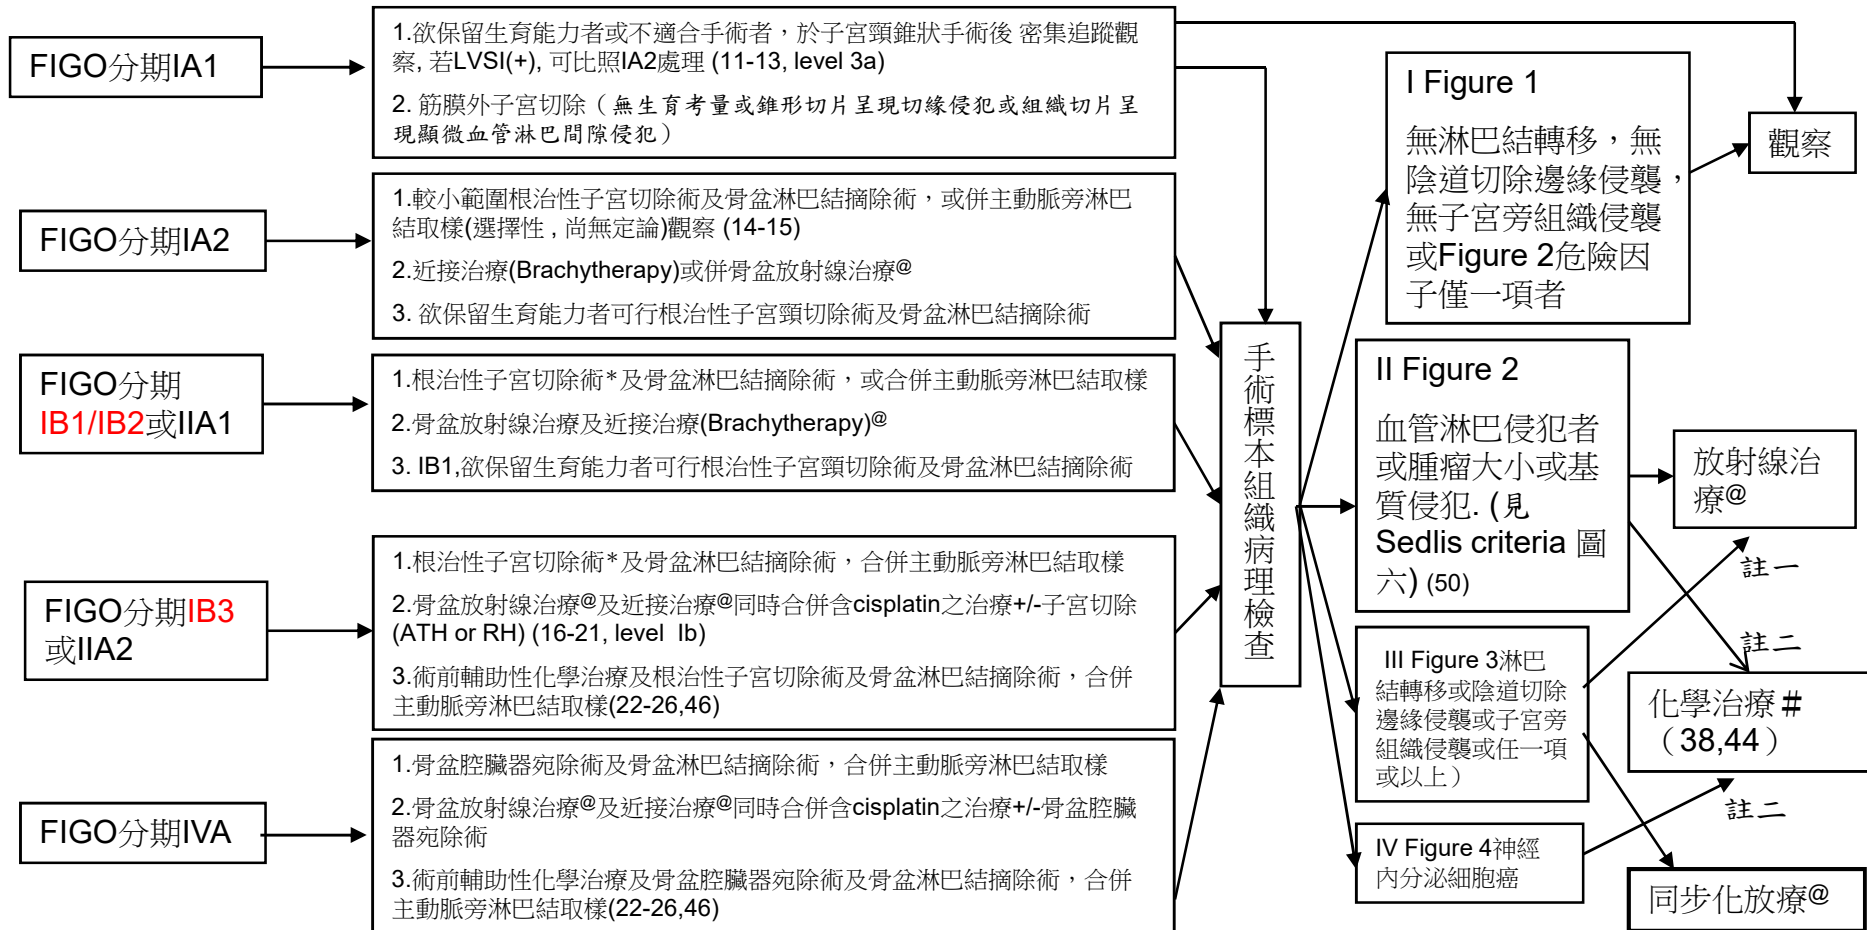 FIGO分期IA1
1.欲保留生育能力者或不適合手術者，於子宮頸錐狀手術後 密集追蹤觀
察, 若LVSI(+), 可比照IA2處理 (11-13, level 3a)
2. 筋膜外子宮切除（無生育考量或錐形切片呈現切緣侵犯或組織切片呈
現顯微血管淋巴間隙侵犯）
FIGO分期IA2
1.較小範圍根治性子宮切除術及骨盆淋巴結摘除術，或併主動脈旁淋巴
結取樣(選擇性 , 尚無定論)觀察 (14-15)
2.近接治療(Brachytherapy)或併骨盆放射線治療@
3. 欲保留生育能力者可行根治性子宮頸切除術及骨盆淋巴結摘除術
FIGO分期
IB1/IB2或IIA1
1.根治性子宮切除術*及骨盆淋巴結摘除術，或合併主動脈旁淋巴結取樣
2.骨盆放射線治療及近接治療(Brachytherapy)@
3. IB1,欲保留生育能力者可行根治性子宮頸切除術及骨盆淋巴結摘除術
FIGO分期IB3
或IIA2
1.根治性子宮切除術*及骨盆淋巴結摘除術，合併主動脈旁淋巴結取樣
2.骨盆放射線治療@及近接治療@同時合併含cisplatin之治療+/-子宮切除
(ATH or RH) (16-21, level Ib)
3.術前輔助性化學治療及根治性子宮切除術及骨盆淋巴結摘除術，合併
主動脈旁淋巴結取樣(22-26,46)
FIGO分期IVA
1.骨盆腔臟器宛除術及骨盆淋巴結摘除術，合併主動脈旁淋巴結取樣
2.骨盆放射線治療@及近接治療@同時合併含cisplatin之治療+/-骨盆腔臟
器宛除術
3.術前輔助性化學治療及骨盆腔臟器宛除術及骨盆淋巴結摘除術，合併
主動脈旁淋巴結取樣(22-26,46)
手術標本組織病理檢查
I Figure 1
無淋巴結轉移，無
陰道切除邊緣侵襲，
無子宮旁組織侵襲
或Figure 2危險因
子僅一項者
觀察
II Figure 2
血管淋巴侵犯者
或腫瘤大小或基
質侵犯. (見
Sedlis criteria 圖
六) (50)
放射線治
療@
註一
註二
III Figure 3淋巴
結轉移或陰道切除
邊緣侵襲或子宮旁
組織侵襲或任一項
或以上）
化學治療＃
（38,44）
註二
IV Figure 4神經
內分泌細胞癌
同步化放療@